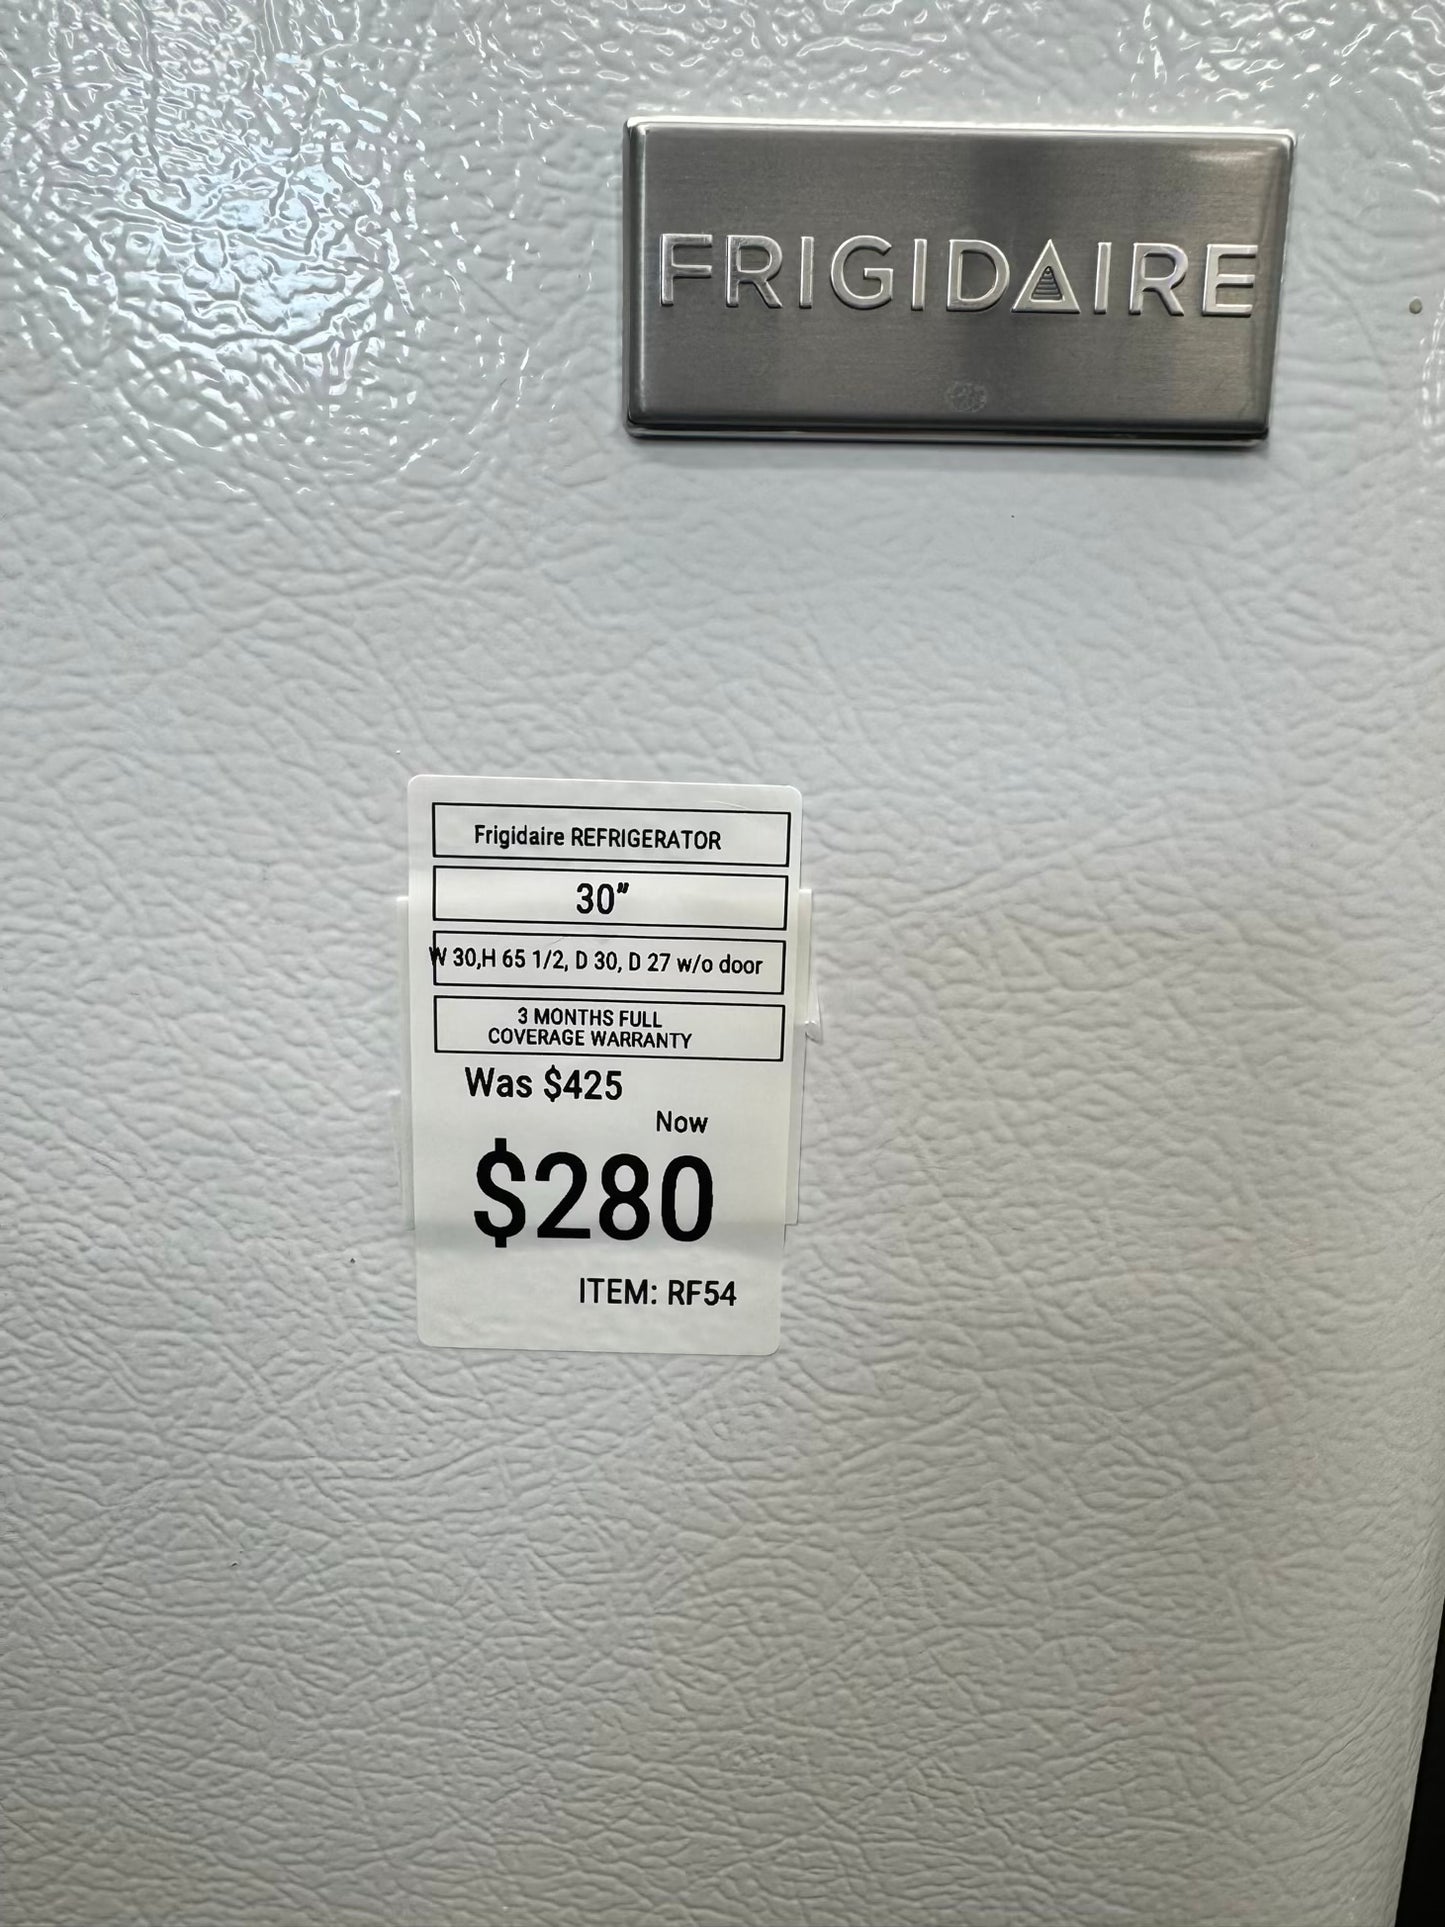 FRIGIDAIRE
Frigidaire REFRIGERATOR
30"
W 30,H 65 1/2, D 30, D 27 w/o door
3 MONTHS FULL
COVERAGE WARRANTY
Was $425
Now
$280
ITEM: RF54